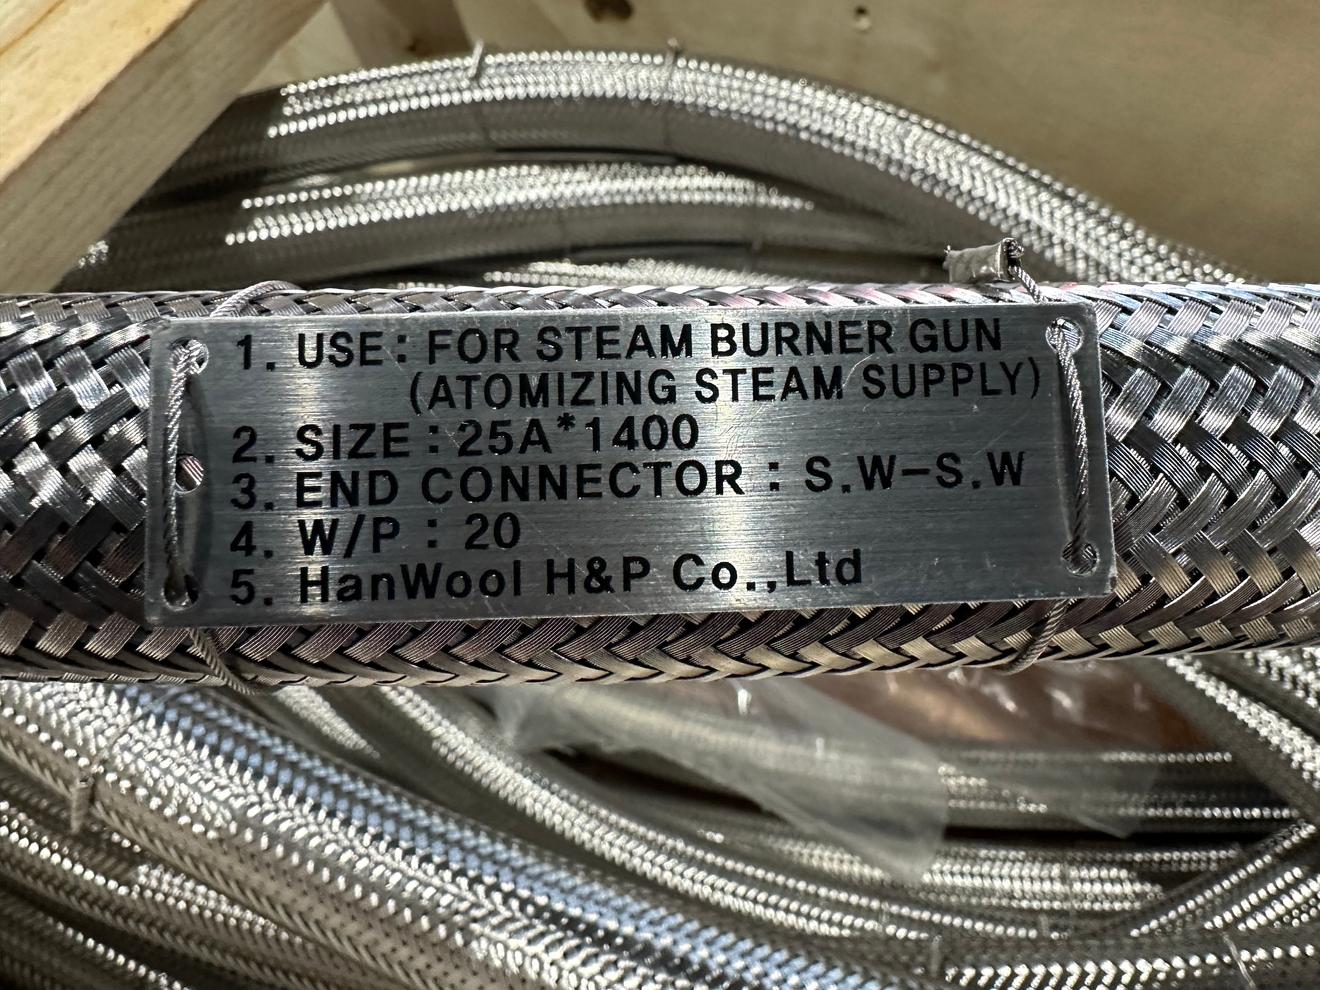 1. USE : FOR STEAM BURNER GUN
(ATOMIZING STEAM SUPPLY)
2. SIZE : 25A*1400
3. END CONNECTOR : S.W-S.W
4. W/P : 20
5. HanWool H&P Co.,Ltd